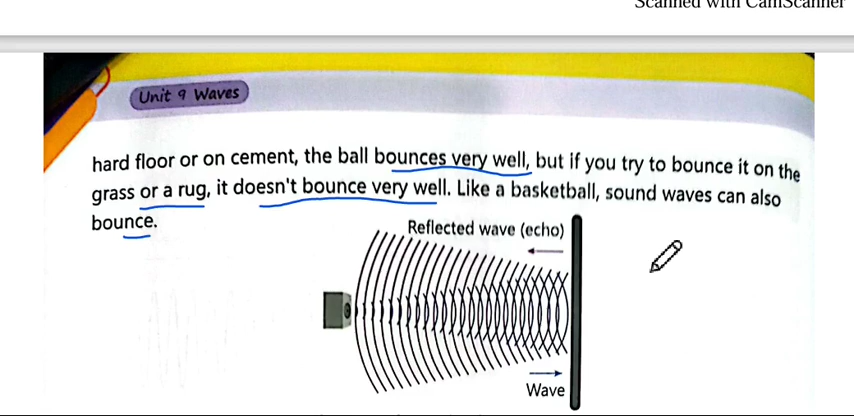 Scanned with CamScanner
Unit 9 Waves
hard floor or on cement, the ball bounces very well, but if you try to bounce it on the
grass or a rug, it doesn't bounce very well. Like a basketball, sound waves can also
bounce.
Reflected wave (echo)
Wave